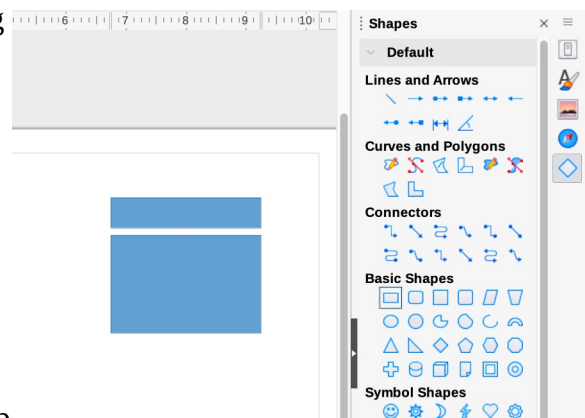 g
6 7 8 9 10
Shapes
Default
Lines and Arrows
Curves and Polygons
Connectors
Basic Shapes
Symbol Shapes